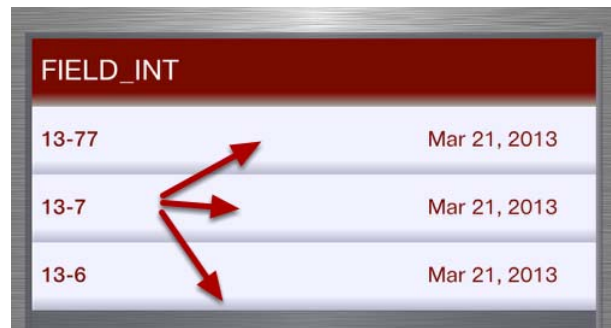 FIELD_INT
13-77 Mar 21, 2013
13-7 Mar 21, 2013
13-6 Mar 21, 2013